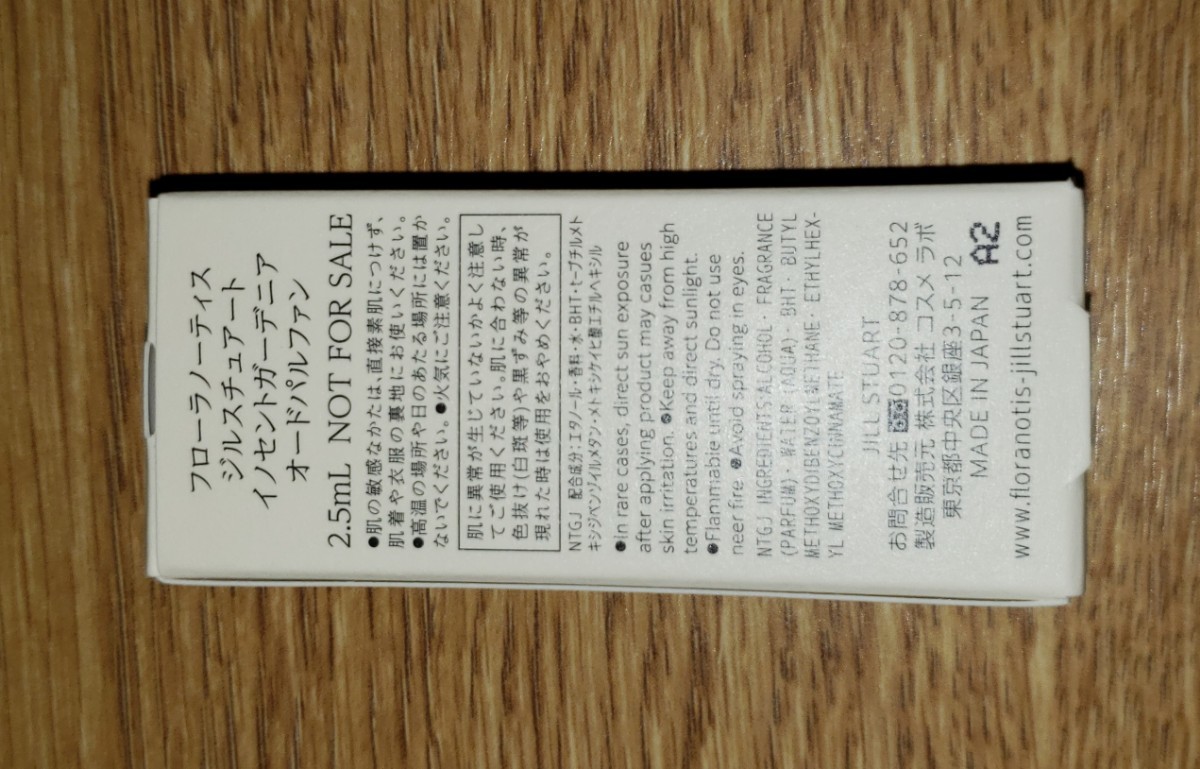 フローラノーティス
ジルスチュアート
イノセントガーデニア
オードパルファン
2.5mL NOT FOR SALE
●肌の敏感なかたは、直接素肌につけず、
肌着や衣服の裏地にお使いください。
●高温の場所や日のあたる場所には置か
ないでください。●火気にご注意ください。
肌に異常が生じていないかよく注意し
てご使用ください。肌に合わない時、
色抜け(白斑等)や黒ずみ等の異常が
現れた時は使用をおやめください。
NTGJ 配合成分:エタノール・香料・水・BHT・t-ブチルメト
キシジベンゾイルメタン・メトキシケイヒ酸エチルヘキシル
●In rare cases, direct sun exposure
after applying product may casues
skin irritation. ●Keep away from high
temperatures and direct sunlight.
●Flammable until dry. Do not use
neer fire ●Avoid spraying in eyes.
NTGJ INGREDIENTS:ALCOHOL・FRAGRANCE
(PARFUM)・WATER (AQUA)・BHT・BUTYL
METHOXYDIBENZOYLMETHANE・ETHYLHEX-
YL METHOXYCINNAMATE
JILL STUART
お問合せ先 0120-878-652
製造販売元 株式会社 コスメ ラボ
東京都中央区銀座3-5-12
MADE IN JAPAN
A2
www.floranotis-jillstuart.com